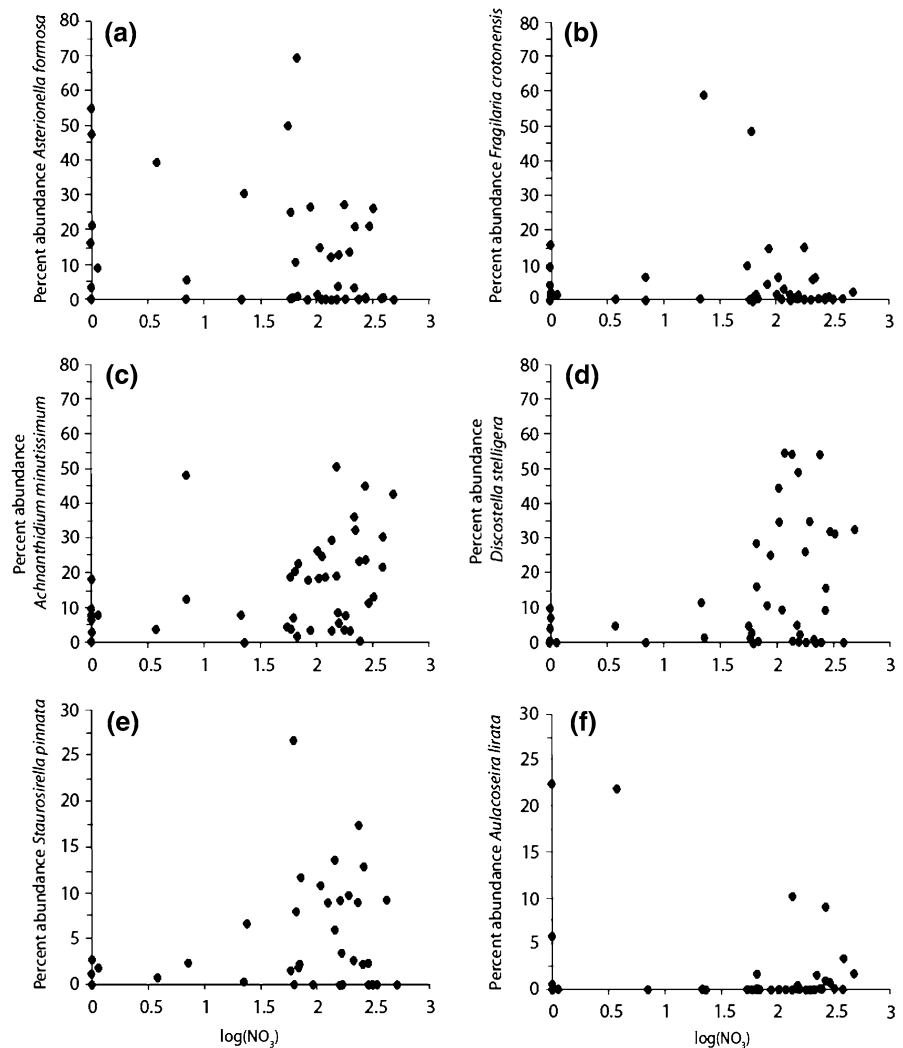 (a)
Percent abundance Asterionella formosa
80
70
60
50
40
30
20
10
0
0 0.5 1 1.5 2 2.5 3
(b)
Percent abundance Fragilaria crotonensis
80
70
60
50
40
30
20
10
0
0 0.5 1 1.5 2 2.5 3
(c)
Percent abundance
Achnanthidium minutissimum
80
70
60
50
40
30
20
10
0
0 0.5 1 1.5 2 2.5 3
(d)
Percent abundance
Discostella stelligera
80
70
60
50
40
30
20
10
0
0 0.5 1 1.5 2 2.5 3
(e)
Percent abundance Staurosirella pinnata
30
25
20
15
10
5
0
0 0.5 1 1.5 2 2.5 3
log(NO3)
(f)
Percent abundance Aulacoseira lirata
30
25
20
15
10
5
0
0 0.5 1 1.5 2 2.5 3
log(NO3)